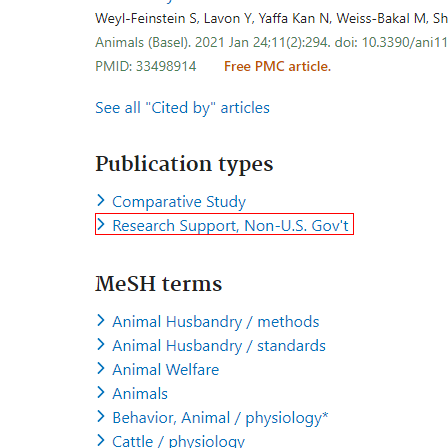 Weyl-Feinstein S, Lavon Y, Yaffa Kan N, Weiss-Bakal M, Sh
Animals (Basel). 2021 Jan 24;11(2):294. doi: 10.3390/ani11
PMID: 33498914 Free PMC article.
See all "Cited by" articles
Publication types
Comparative Study
Research Support, Non-U.S. Gov't
MeSH terms
Animal Husbandry / methods
Animal Husbandry / standards
Animal Welfare
Animals
Behavior, Animal / physiology*
Cattle / physiology